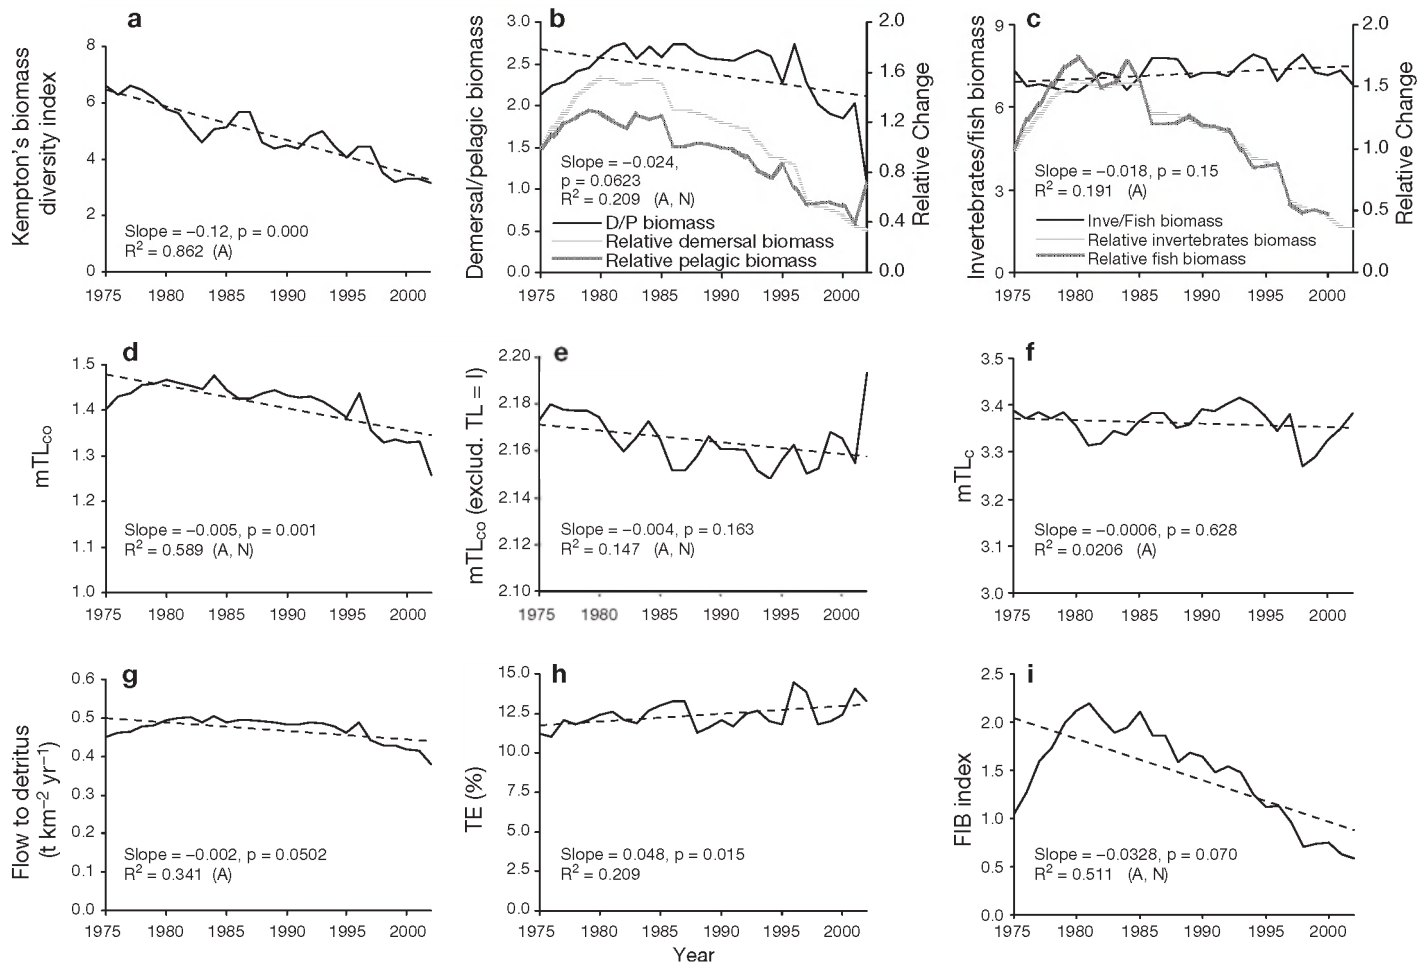 a
Kempton's biomass
diversity index
8
6
4
2
0
Slope = –0.12, p = 0.000
R2 = 0.862 (A)
1975 1980 1985 1990 1995 2000
b
Demersal/pelagic biomass
3.0
2.5
2.0
1.5
1.0
0.5
0.0
2.0
1.6
1.2
0.8
0.4
0.0
Relative Change
Slope = –0.024,
p = 0.0623
R2 = 0.209 (A, N)
D/P biomass
Relative demersal biomass
Relative pelagic biomass
1975 1980 1985 1990 1995 2000
c
Invertebrates/fish biomass
9
6
3
0
2.0
1.5
1.0
0.5
0.0
Relative Change
Slope = –0.018, p = 0.15
R2 = 0.191 (A)
Inve/Fish biomass
Relative invertebrates biomass
Relative fish biomass
1975 1980 1985 1990 1995 2000
d
mTLco
1.5
1.4
1.3
1.2
1.1
1.0
Slope = –0.005, p = 0.001
R2 = 0.589 (A, N)
1975 1980 1985 1990 1995 2000
e
mTLco (exclud. TL = I)
2.20
2.18
2.16
2.14
2.12
2.10
Slope = –0.004, p = 0.163
R2 = 0.147 (A, N)
1975 1980 1985 1990 1995 2000
f
mTLc
3.5
3.4
3.3
3.2
3.1
3.0
Slope = –0.0006, p = 0.628
R2 = 0.0206 (A)
1975 1980 1985 1990 1995 2000
g
Flow to detritus
(t km–2 yr–1)
0.6
0.5
0.4
0.3
0.2
0.1
0.0
Slope = –0.002, p = 0.0502
R2 = 0.341 (A)
1975 1980 1985 1990 1995 2000
h
TE (%)
15.0
12.5
10.0
7.5
5.0
2.5
0.0
Slope = 0.048, p = 0.015
R2 = 0.209
1975 1980 1985 1990 1995 2000
Year
i
FIB index
2.5
2.0
1.5
1.0
0.5
0.0
Slope = –0.0328, p = 0.070
R2 = 0.511 (A, N)
1975 1980 1985 1990 1995 2000